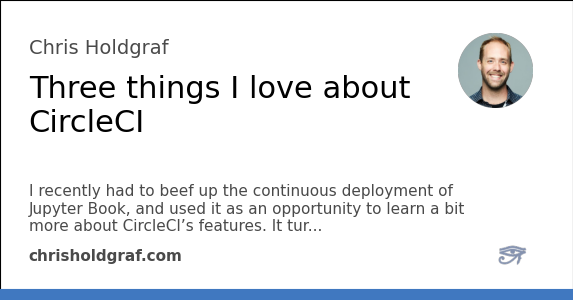 Chris Holdgraf
Three things I love about
CircleCI
I recently had to beef up the continuous deployment of
Jupyter Book, and used it as an opportunity to learn a bit
more about CircleCI’s features. It tur...
chrisholdgraf.com